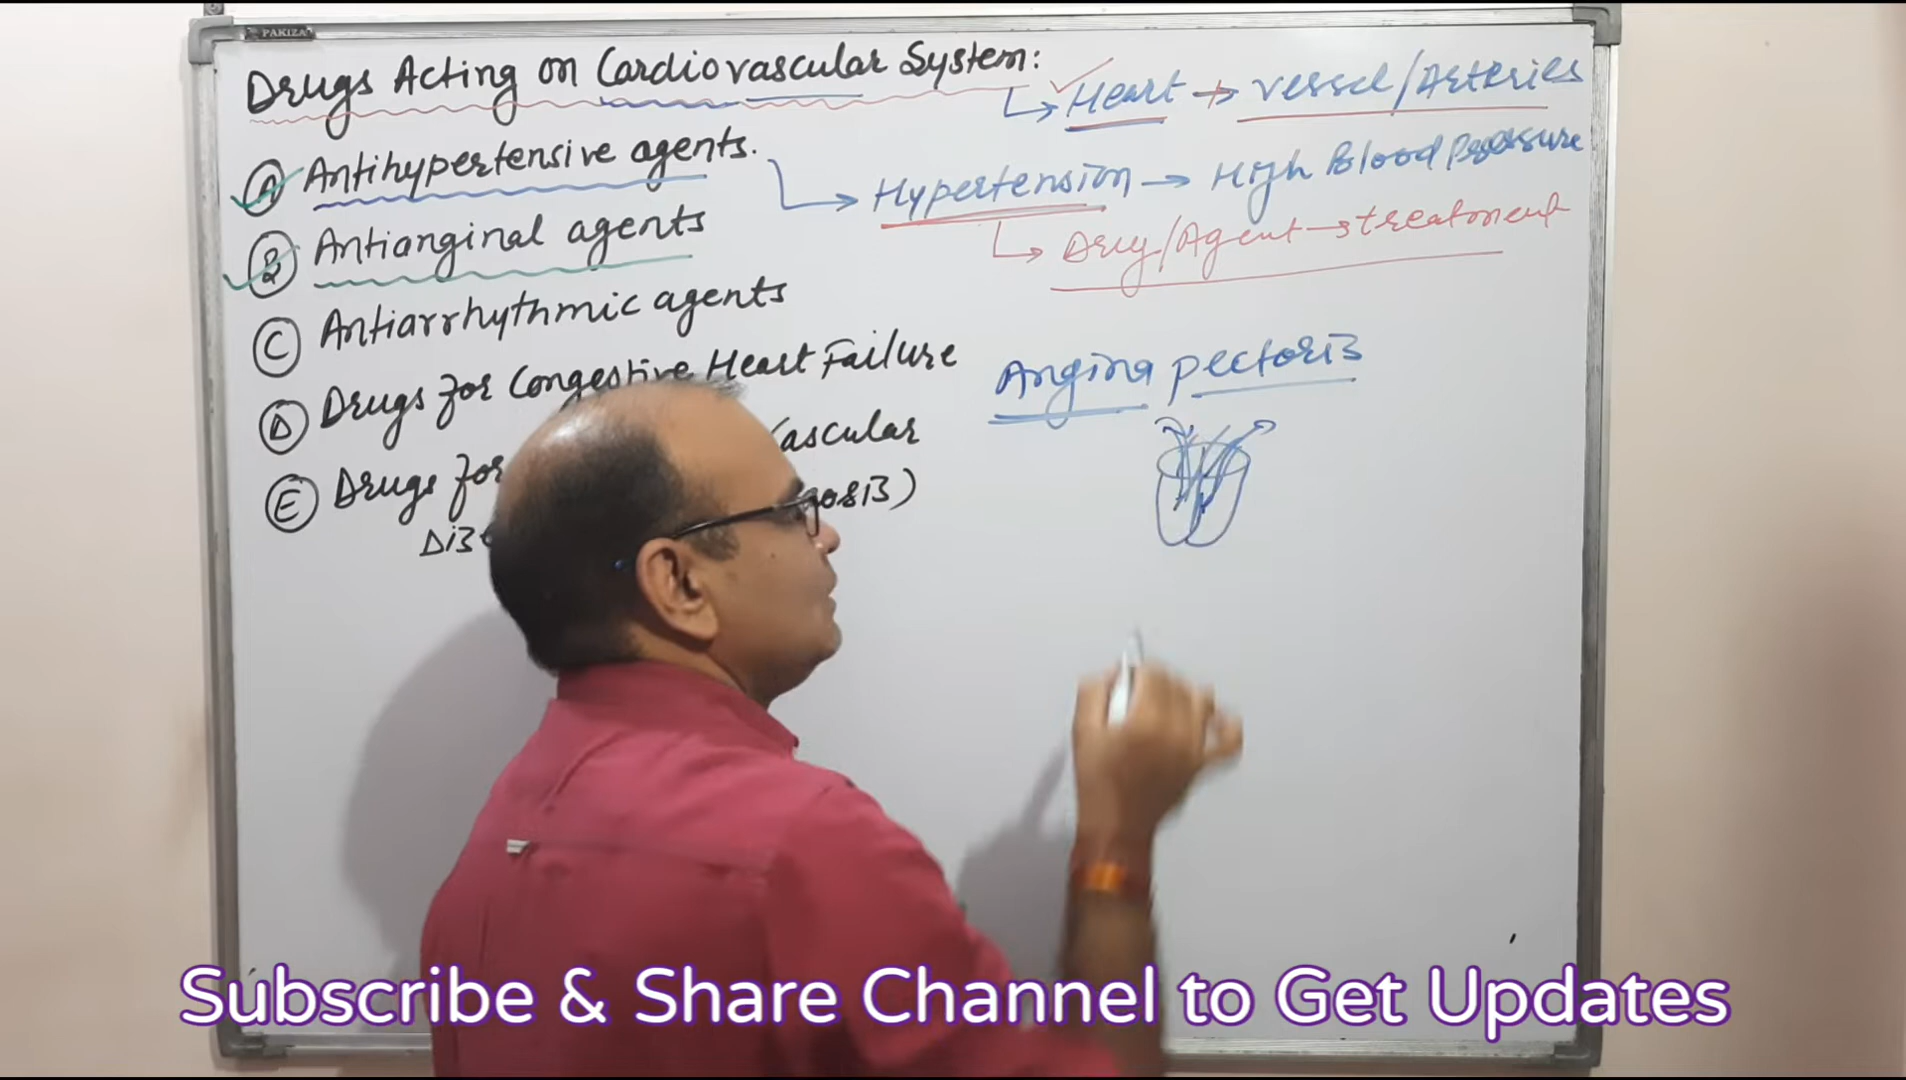 PAKIZA
Drugs Acting on Cardiovascular System:
↳ Heart → Vessel/Arteries
(A) Antihypertensive agents.
↳ Hypertension → High Blood Pressure
↳ Drug/Agent → treatment
(B) Antianginal agents
(C) Antiarrhythmic agents
Angina pectoris
(D) Drugs for Congestive Heart Failure
(E) Drugs for ascular
Subscribe & Share Channel to Get Updates